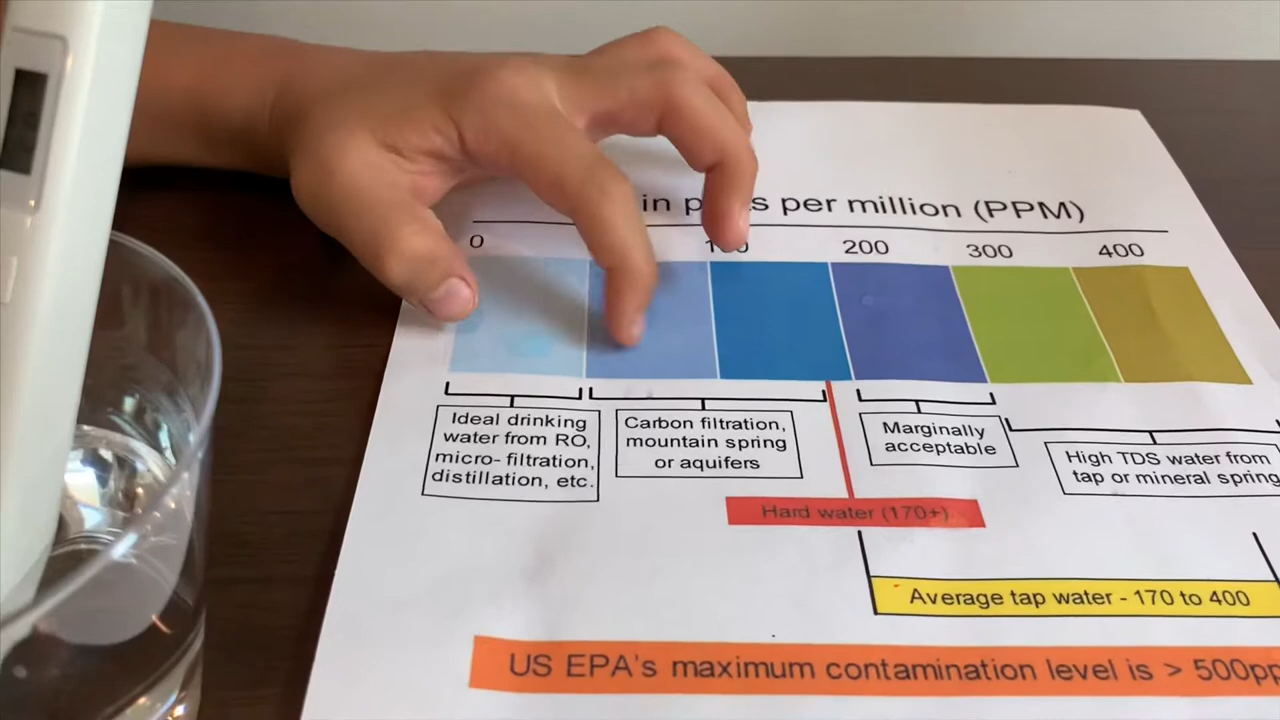 in per million (PPM)
0 200 300 400
Ideal drinking
water from RO,
micro-filtration,
distillation, etc.
Carbon filtration,
mountain spring
or aquifers
Marginally
acceptable
High TDS water from
tap or mineral spring
Hard water (170+)
Average tap water - 170 to 400
US EPA's maximum contamination level is > 500pp